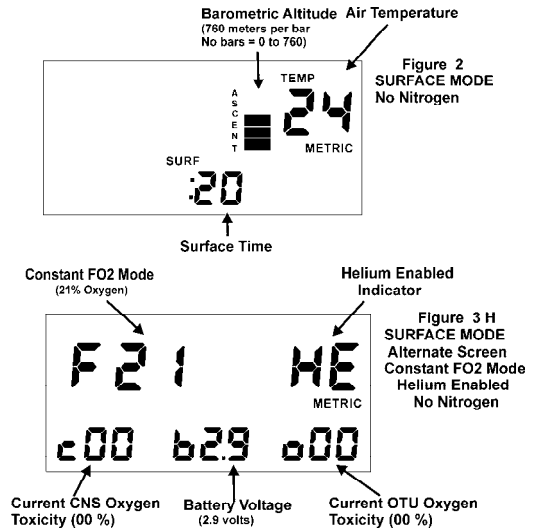 Barometric Altitude
(760 meters per bar
No bars = 0 to 760)
Air Temperature
Figure 2
SURFACE MODE
No Nitrogen
TEMP
ASCENT
24
METRIC
SURF
:20
Surface Time
Constant FO2 Mode
(21% Oxygen)
Helium Enabled
Indicator
Figure 3 H
SURFACE MODE
Alternate Screen
Constant FO2 Mode
Helium Enabled
No Nitrogen
F21
HE
METRIC
c00
b2.9
o00
Current CNS Oxygen
Toxicity (00 %)
Battery Voltage
(2.9 volts)
Current OTU Oxygen
Toxicity (00 %)